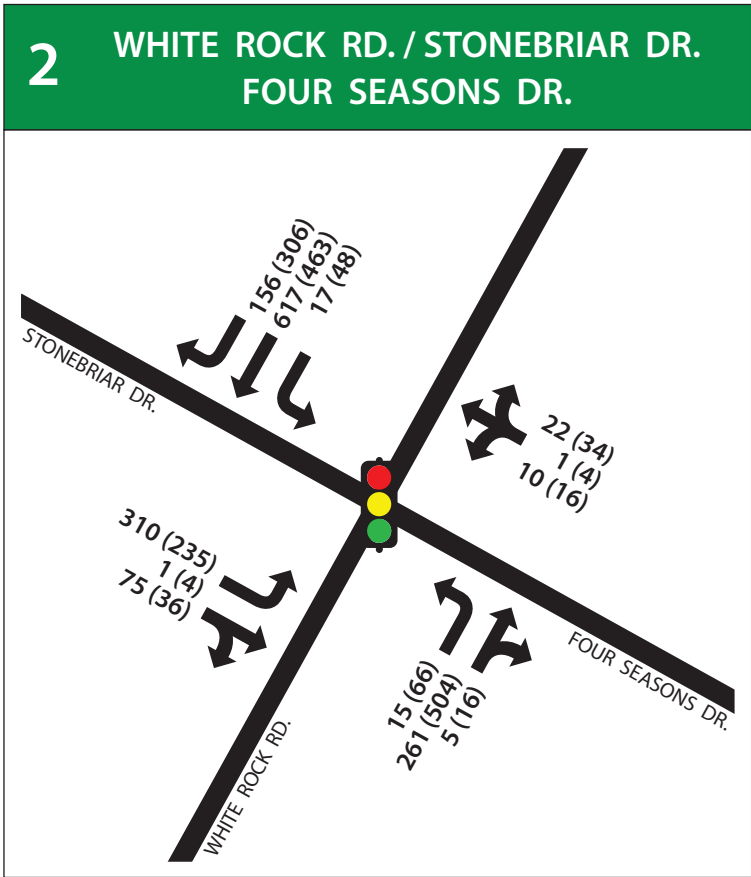 2
WHITE ROCK RD. / STONEBRIAR DR.
FOUR SEASONS DR.
156 (306)
617 (463)
17 (48)
STONEBRIAR DR.
22 (34)
1 (4)
10 (16)
310 (235)
1 (4)
75 (36)
15 (66)
261 (504)
5 (16)
FOUR SEASONS DR.
WHITE ROCK RD.